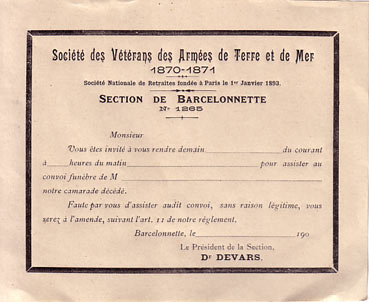 Société des Vétérans des Armées de Terre et de Mer
1870-1871
Société Nationale de Retraites fondée à Paris le 1er Janvier 1893.
SECTION DE BARCELONNETTE
No 1265
Monsieur
Vous êtes invité à vous rendre demain du courant
à heures du matin pour assister au
convoi funèbre de M
notre camarade décédé.
Faute par vous d'assister audit convoi, sans raison légitime, vous
serez à l'amende, suivant l'art. 11 de notre réglement.
Barcelonnette, le 190
Le Président de la Section,
Dr DEVARS.